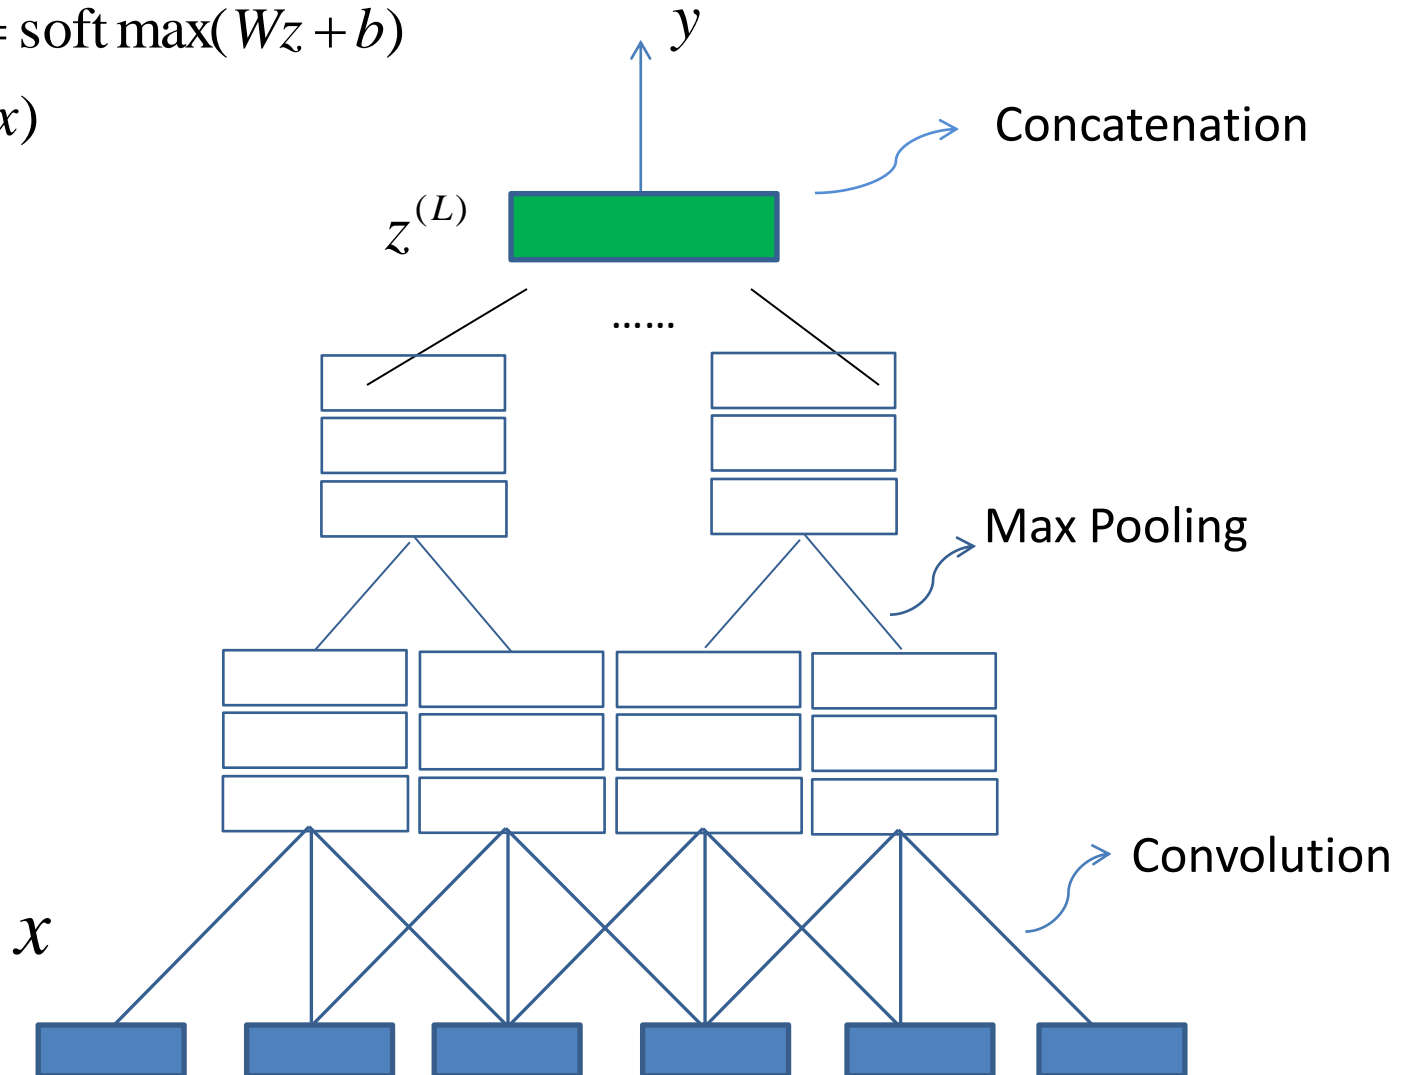 = soft max(Wz + b)
y
x)
Concatenation
z^(L)
......
Max Pooling
Convolution
x